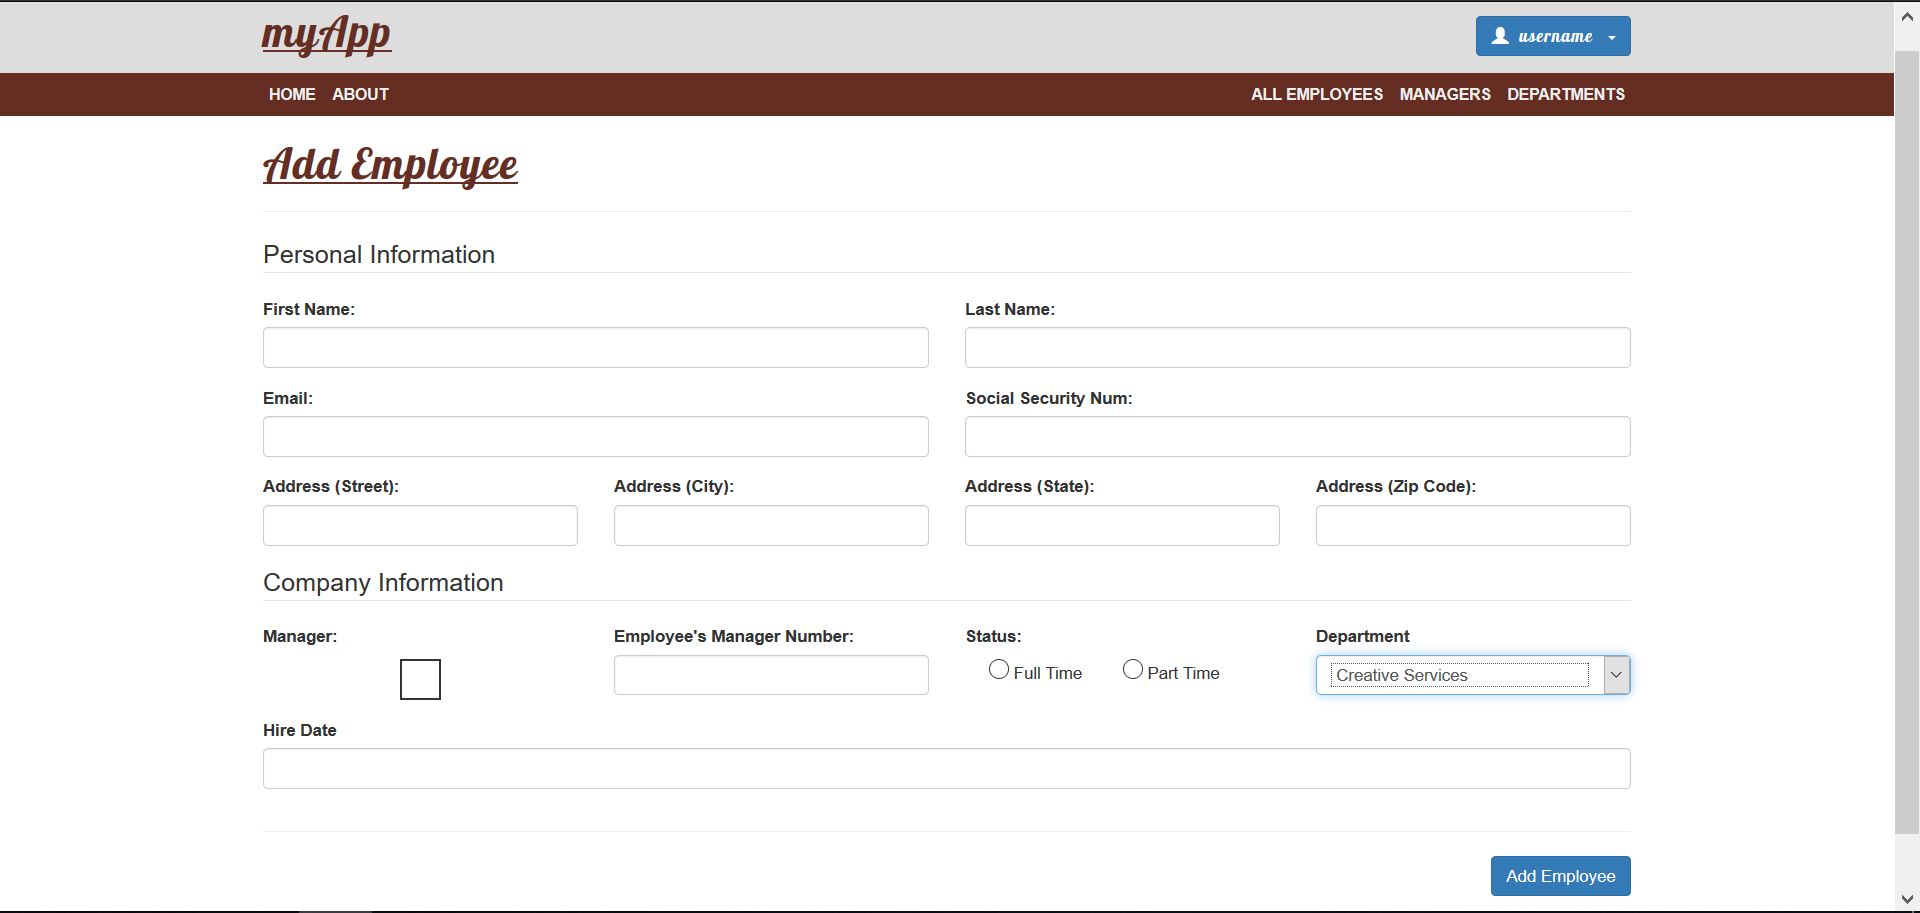 myApp
username
HOME ABOUT ALL EMPLOYEES MANAGERS DEPARTMENTS
Add Employee
Personal Information
First Name: Last Name:
Email: Social Security Num:
Address (Street): Address (City): Address (State): Address (Zip Code):
Company Information
Manager: Employee's Manager Number: Status: Department
Full Time Part Time Creative Services
Hire Date
Add Employee